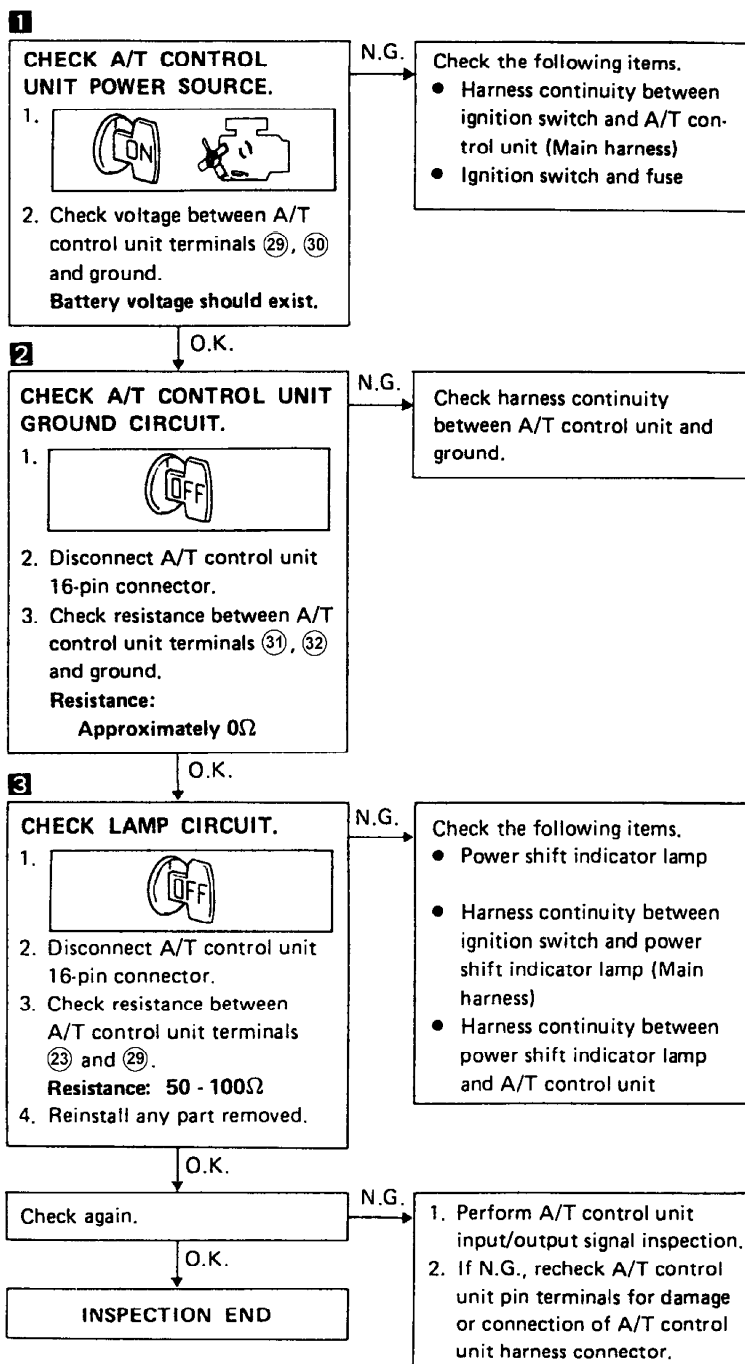 1
CHECK A/T CONTROL
UNIT POWER SOURCE.
1.
ON
2. Check voltage between A/T
control unit terminals 29, 30
and ground.
Battery voltage should exist.
N.G.
Check the following items.
● Harness continuity between
ignition switch and A/T con-
trol unit (Main harness)
● Ignition switch and fuse
O.K.
2
CHECK A/T CONTROL UNIT
GROUND CIRCUIT.
1.
OFF
2. Disconnect A/T control unit
16-pin connector.
3. Check resistance between A/T
control unit terminals 31, 32
and ground.
Resistance:
Approximately 0Ω
N.G.
Check harness continuity
between A/T control unit and
ground.
O.K.
3
CHECK LAMP CIRCUIT.
1.
OFF
2. Disconnect A/T control unit
16-pin connector.
3. Check resistance between
A/T control unit terminals
23 and 29.
Resistance: 50 - 100Ω
4. Reinstall any part removed.
N.G.
Check the following items.
● Power shift indicator lamp
● Harness continuity between
ignition switch and power
shift indicator lamp (Main
harness)
● Harness continuity between
power shift indicator lamp
and A/T control unit
O.K.
Check again.
N.G.
1. Perform A/T control unit
input/output signal inspection.
2. If N.G., recheck A/T control
unit pin terminals for damage
or connection of A/T control
unit harness connector.
O.K.
INSPECTION END